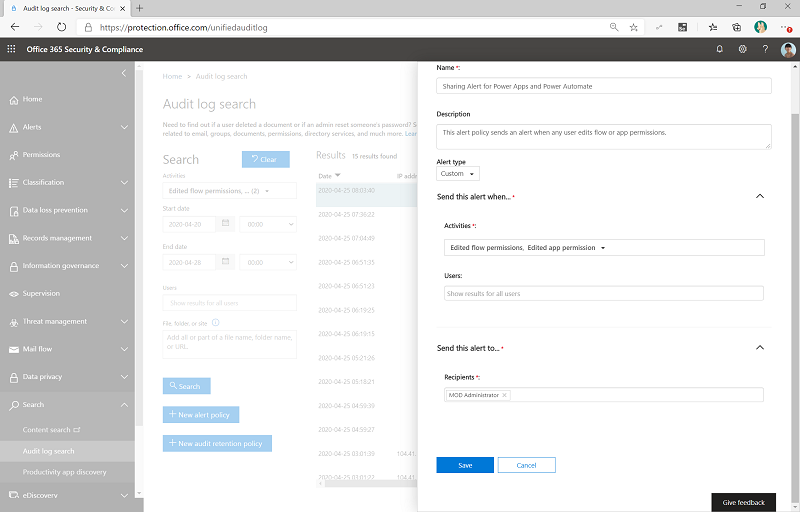 Audit log search - Security & Co
https://protection.office.com/unifiedauditlog
Office 365 Security & Compliance
Home
Alerts
Permissions
Classification
Data loss prevention
Records management
Information governance
Supervision
Threat management
Mail flow
Data privacy
Search
Content search
Audit log search
Productivity app discovery
eDiscovery
Home > Audit log search
Audit log search
Need to find out if a user deleted a document or if an admin reset someone's password? S
related to email, groups, documents, permissions, directory services, and much more. Lear
Search
Clear
Activities
Edited flow permissions, ... (2)
Start date
2020-04-20 00:00
End date
2020-04-28 00:00
Users
Show results for all users
File, folder, or site
Add all or part of a file name, folder name,
or URL.
Search
+ New alert policy
+ New audit retention policy
Results 15 results found
Date IP addr
2020-04-25 08:01:40
2020-04-25 07:36:22
2020-04-25 07:04:49
2020-04-25 06:51:35
2020-04-25 06:51:23
2020-04-25 06:19:25
2020-04-25 06:19:15
2020-04-25 05:21:26
2020-04-25 05:18:21
2020-04-25 04:55:39
2020-04-25 04:55:27
2020-04-25 03:01:35 104.41.
2020-04-25 03:01:27 104.41.
Name *:
Sharing Alert for Power Apps and Power Automate
Description
This alert policy sends an alert when any user edits flow or app permissions.
Alert type
Custom
Send this alert when... *
Activities *:
Edited flow permissions, Edited app permission
Users:
Show results for all users
Send this alert to... *
Recipients *:
MOD Administrator ×
Save
Cancel
Give feedback